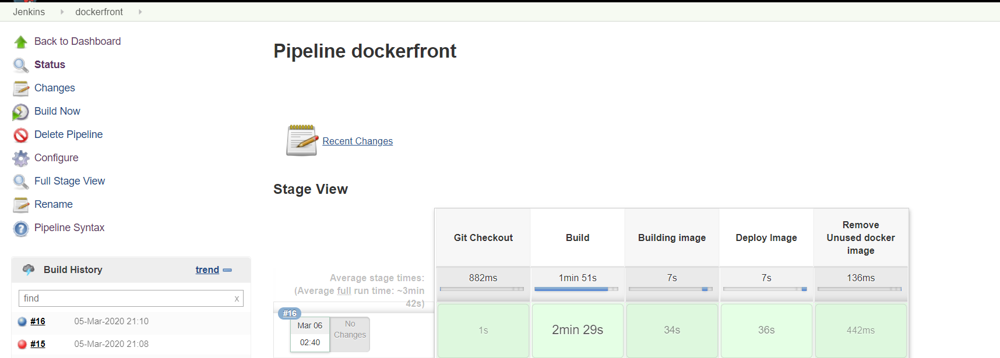 Jenkins
dockerfront
Back to Dashboard
Status
Changes
Build Now
Delete Pipeline
Configure
Full Stage View
Rename
Pipeline Syntax
Build History
trend
find
x
#16
05-Mar-2020 21:10
#15
05-Mar-2020 21:08
Pipeline dockerfront
Recent Changes
Stage View
Git Checkout
Build
Building image
Deploy Image
Remove
Unused docker
image
Average stage times:
(Average full run time: ~3min
42s)
882ms
1min 51s
7s
7s
136ms
#16
Mar 06
02:40
No
Changes
1s
2min 29s
34s
36s
442ms